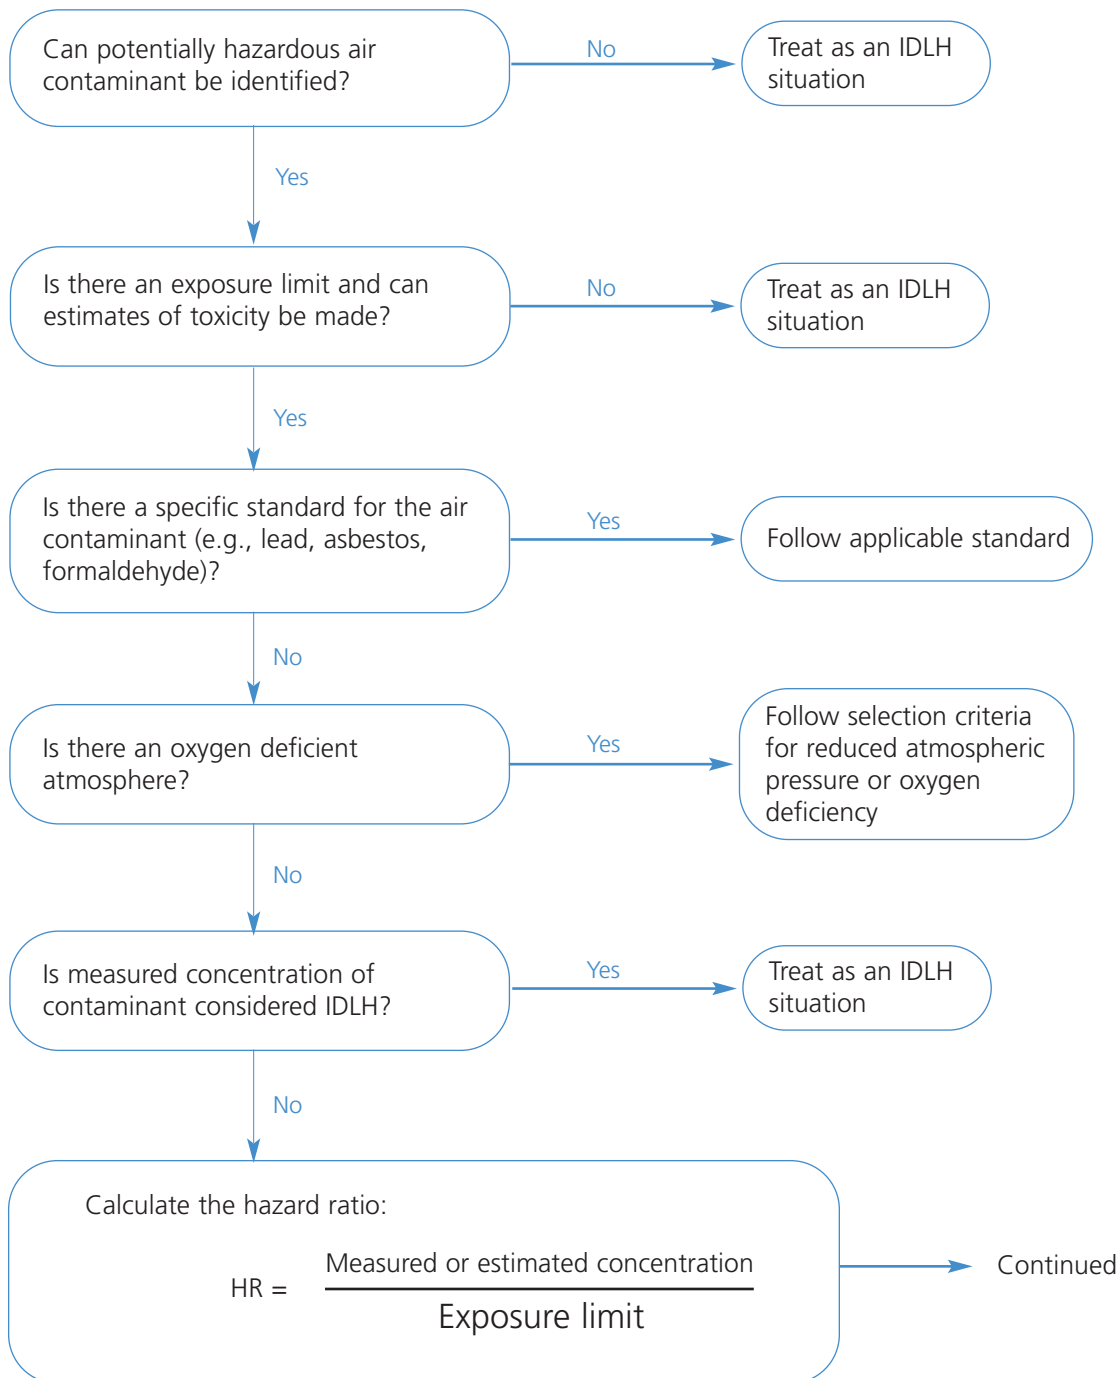 Can potentially hazardous air
contaminant be identified?
No
Treat as an IDLH
situation
Yes
Is there an exposure limit and can
estimates of toxicity be made?
No
Treat as an IDLH
situation
Yes
Is there a specific standard for the air
contaminant (e.g., lead, asbestos,
formaldehyde)?
Yes
Follow applicable standard
No
Is there an oxygen deficient
atmosphere?
Yes
Follow selection criteria
for reduced atmospheric
pressure or oxygen
deficiency
No
Is measured concentration of
contaminant considered IDLH?
Yes
Treat as an IDLH
situation
No
Calculate the hazard ratio:
HR =
Measured or estimated concentration
Exposure limit
Continued